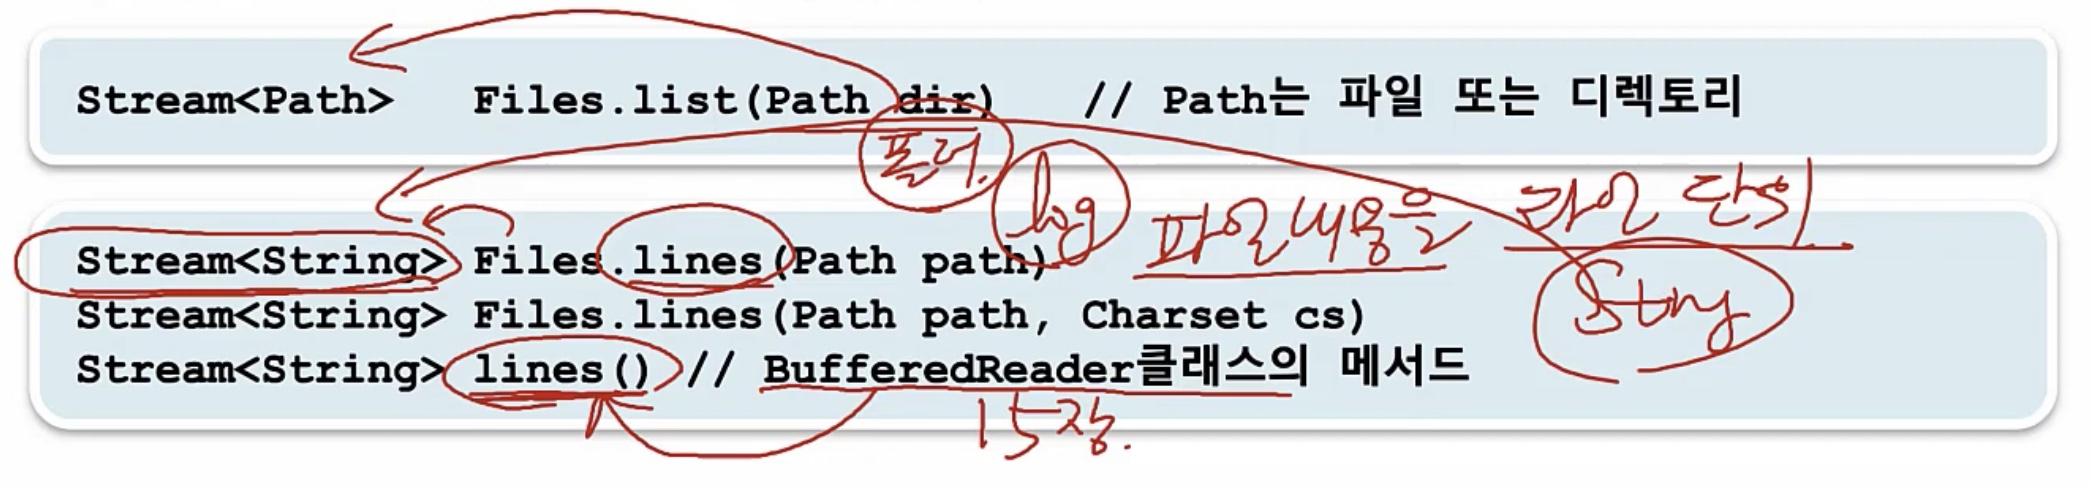 Stream<Path> Files.list(Path dir) // Path는 파일 또는 디렉토리
폴더.
log 파일내용을 라인 단위
Stream<String> Files.lines(Path path)
String
Stream<String> Files.lines(Path path, Charset cs)
Stream<String> lines() // BufferedReader클래스의 메서드
15장.